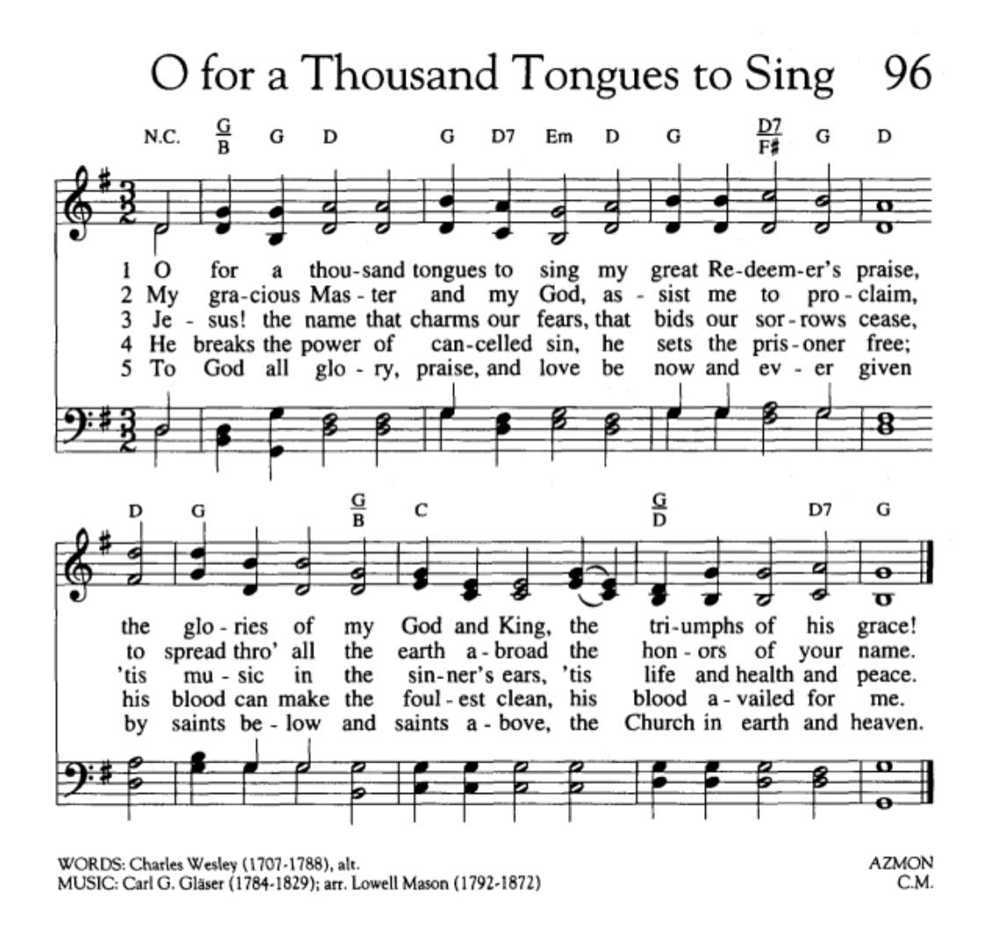 O for a Thousand Tongues to Sing 96
N.C. G/B G D G D7 Em D G D7/F# G D
3 2
1 O for a thou-sand tongues to sing my great Re-deem-er's praise,
2 My gra-cious Mas-ter and my God, as-sist me to pro-claim,
3 Je-sus! the name that charms our fears, that bids our sor-rows cease,
4 He breaks the power of can-celled sin, he sets the pris-oner free;
5 To God all glo-ry, praise, and love be now and ev-er given
3 2
D G G/B C G/D D7 G
the glo-ries of my God and King, the tri-umphs of his grace!
to spread thro' all the earth a-broad the hon-ors of your name.
'tis mu-sic in the sin-ner's ears, 'tis life and health and peace.
his blood can make the foul-est clean, his blood a-vailed for me.
by saints be-low and saints a-bove, the Church in earth and heaven.
WORDS: Charles Wesley (1707-1788), alt. AZMON
MUSIC: Carl G. Gläser (1784-1829); arr. Lowell Mason (1792-1872) C.M.